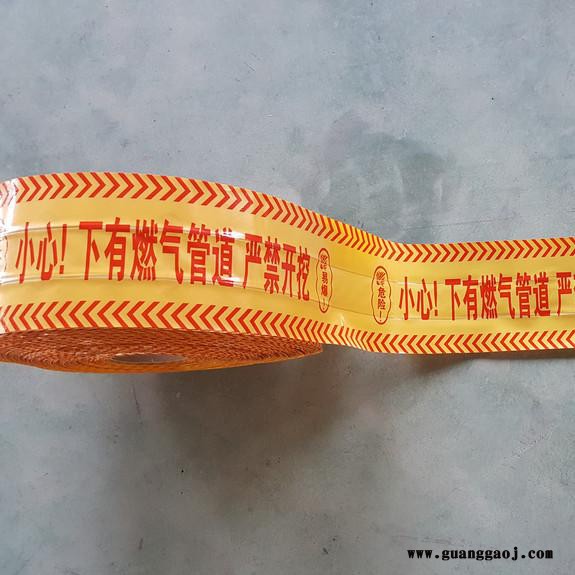 小心！下有燃气管道 严禁开挖
易爆！
危险！
小心！下有燃气管道 严
www.guanggaoj.com